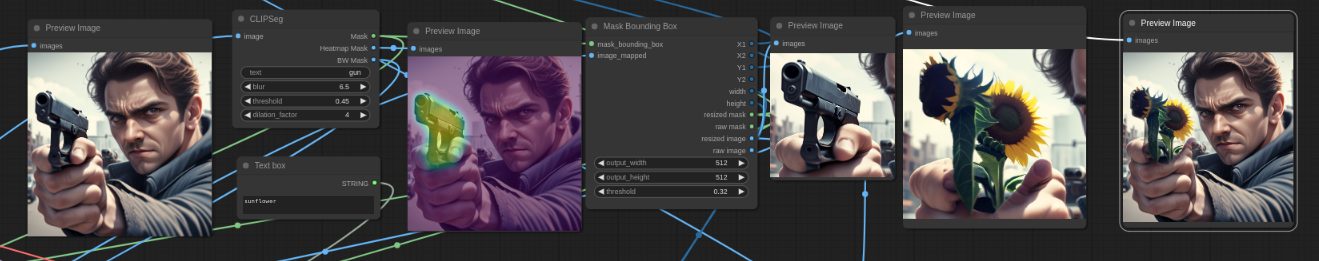 Preview Image
images
CLIPSeg
image
Mask
Heatmap Mask
BW Mask
text gun
blur 6.5
threshold 0.45
dilation_factor 4
Text box
STRING
sunflower
Preview Image
images
Mask Bounding Box
mask_bounding_box
image_mapped
X1
X2
Y1
Y2
width
height
resized mask
raw mask
resized image
raw image
output_width 512
output_height 512
threshold 0.32
Preview Image
images
Preview Image
images
Preview Image
images